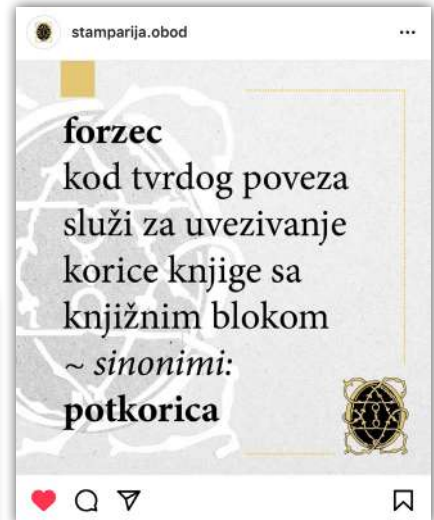 stamparija.obod
forzec
kod tvrdog poveza
služi za uvezivanje
korice knjige sa
knjižnim blokom
~ sinonimi:
potkorica